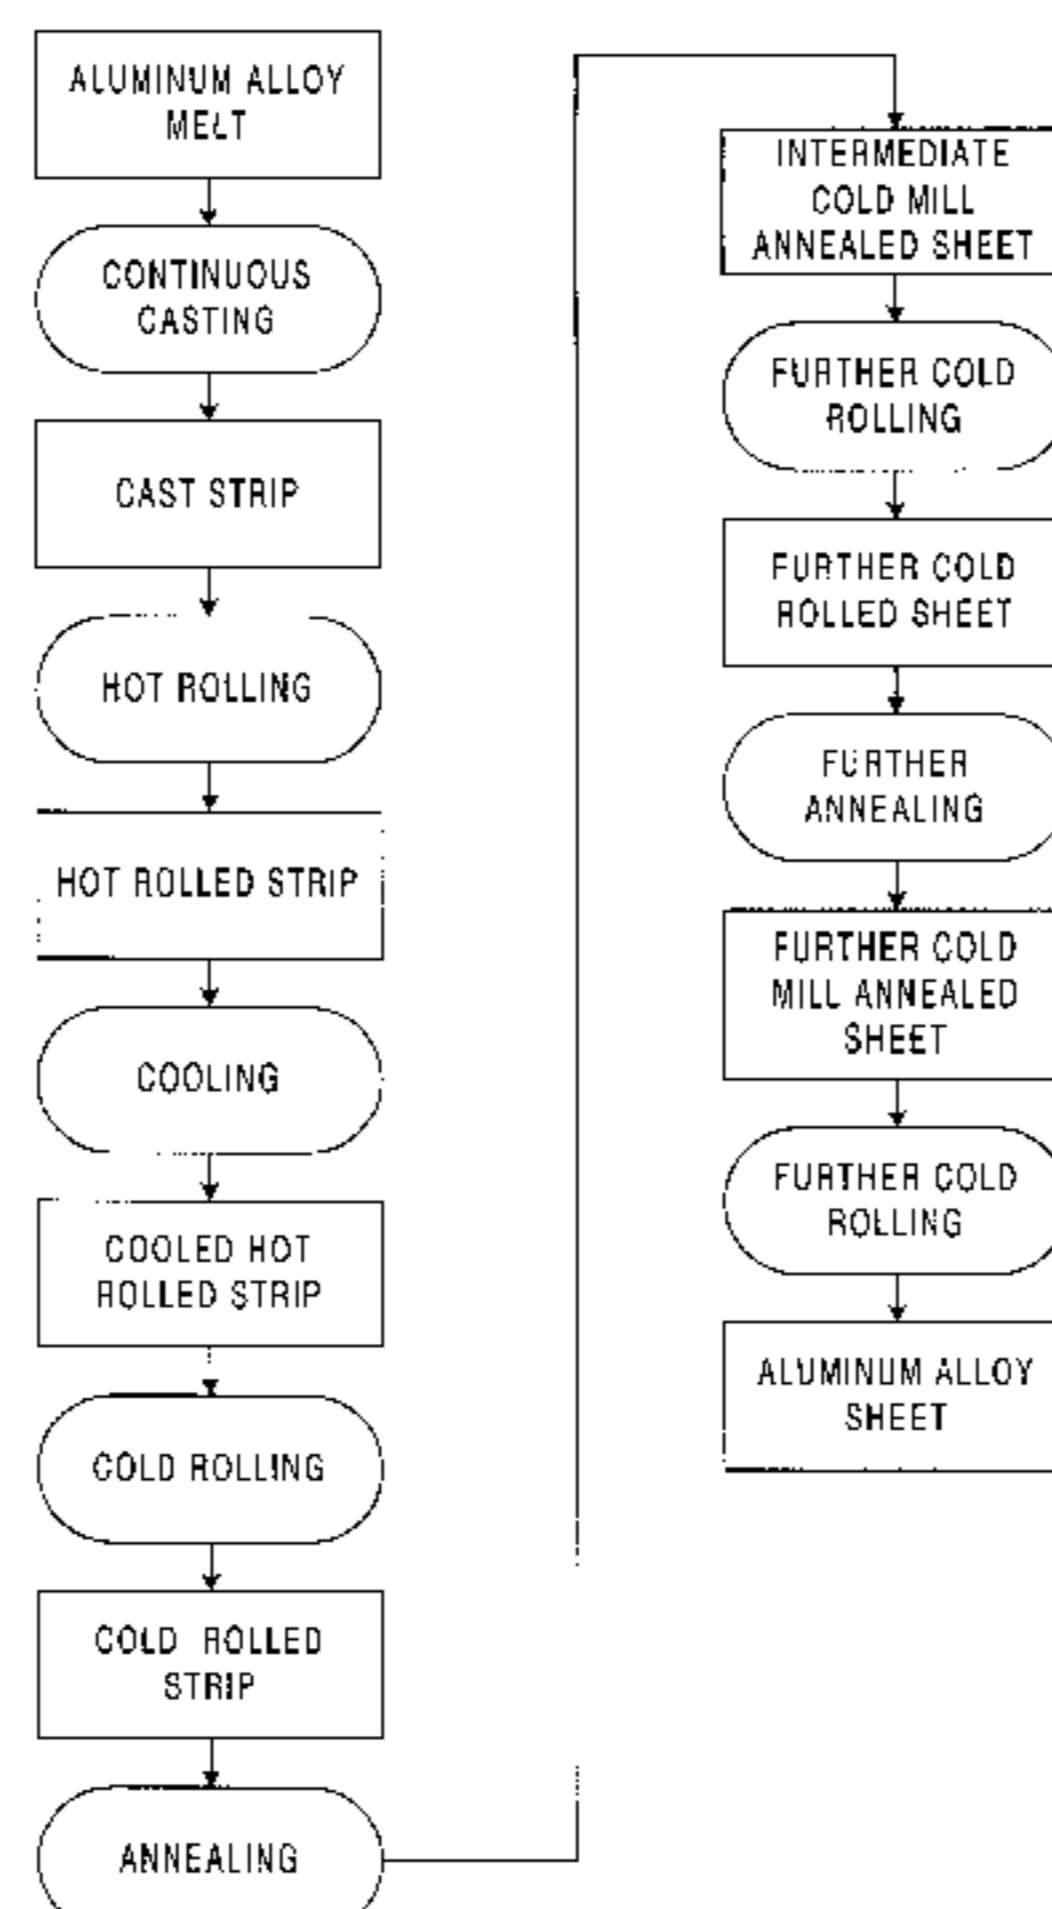 ALUMINUM ALLOY
MELT
CONTINUOUS
CASTING
CAST STRIP
HOT ROLLING
HOT ROLLED STRIP
COOLING
COOLED HOT
ROLLED STRIP
COLD ROLLING
COLD ROLLED
STRIP
ANNEALING
INTERMEDIATE
COLD MILL
ANNEALED SHEET
FURTHER COLD
ROLLING
FURTHER COLD
ROLLED SHEET
FURTHER
ANNEALING
FURTHER COLD
MILL ANNEALED
SHEET
FURTHER COLD
ROLLING
ALUMINUM ALLOY
SHEET